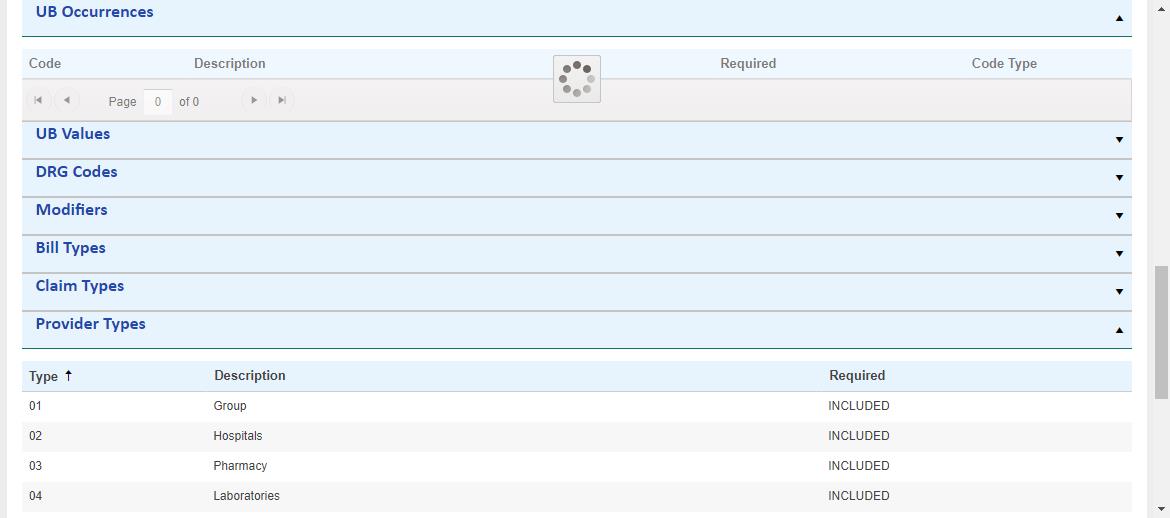 UB Occurrences
Code Description Required Code Type
Page 0 of 0
UB Values
DRG Codes
Modifiers
Bill Types
Claim Types
Provider Types
Type Description Required
01 Group INCLUDED
02 Hospitals INCLUDED
03 Pharmacy INCLUDED
04 Laboratories INCLUDED